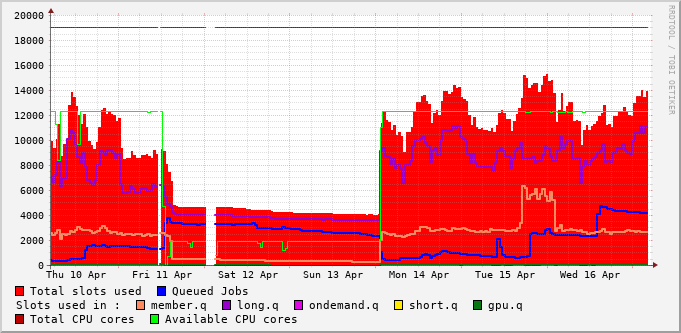 20000
18000
16000
14000
12000
10000
8000
6000
4000
2000
0
Thu 10 Apr Fri 11 Apr Sat 12 Apr Sun 13 Apr Mon 14 Apr Tue 15 Apr Wed 16 Apr
Total slots used Queued Jobs
Slots used in : member.q long.q ondemand.q short.q gpu.q
Total CPU cores Available CPU cores
RRDTOOL / TOBI OETIKER